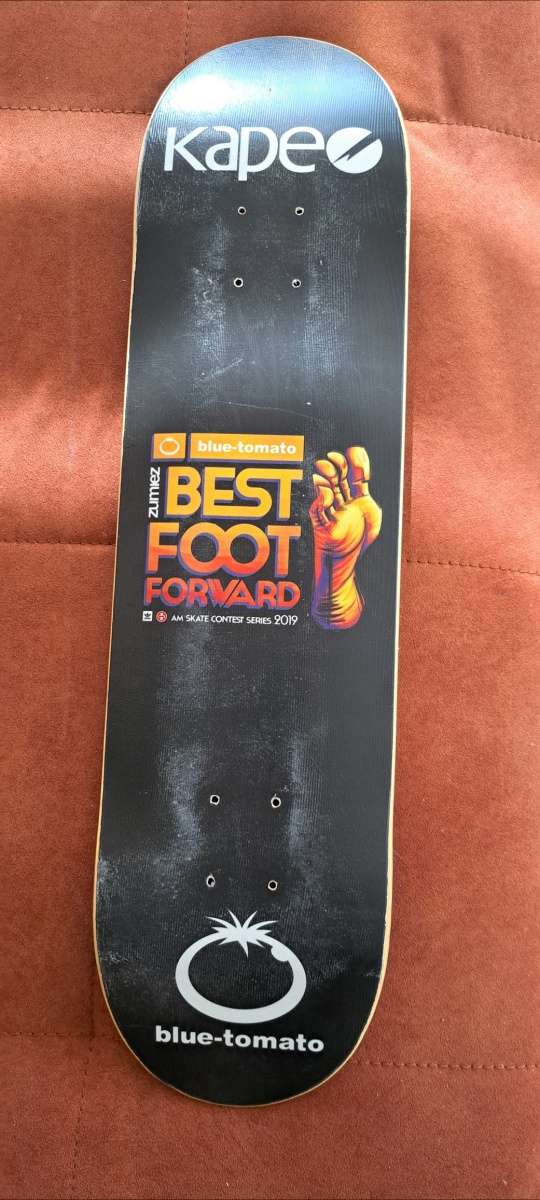 Kape
blue-tomato
zumiez
BEST
FOOT
FORWARD
AM SKATE CONTEST SERIES 2019
blue-tomato